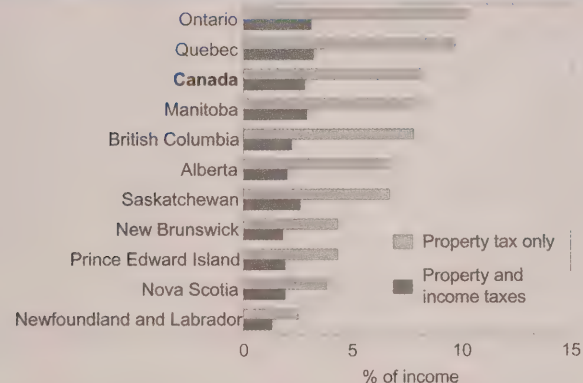 Ontario
Quebec
Canada
Manitoba
British Columbia
Alberta
Saskatchewan
New Brunswick
Prince Edward Island
Nova Scotia
Newfoundland and Labrador
Property tax only
Property and
income taxes
0 5 10 15
% of income